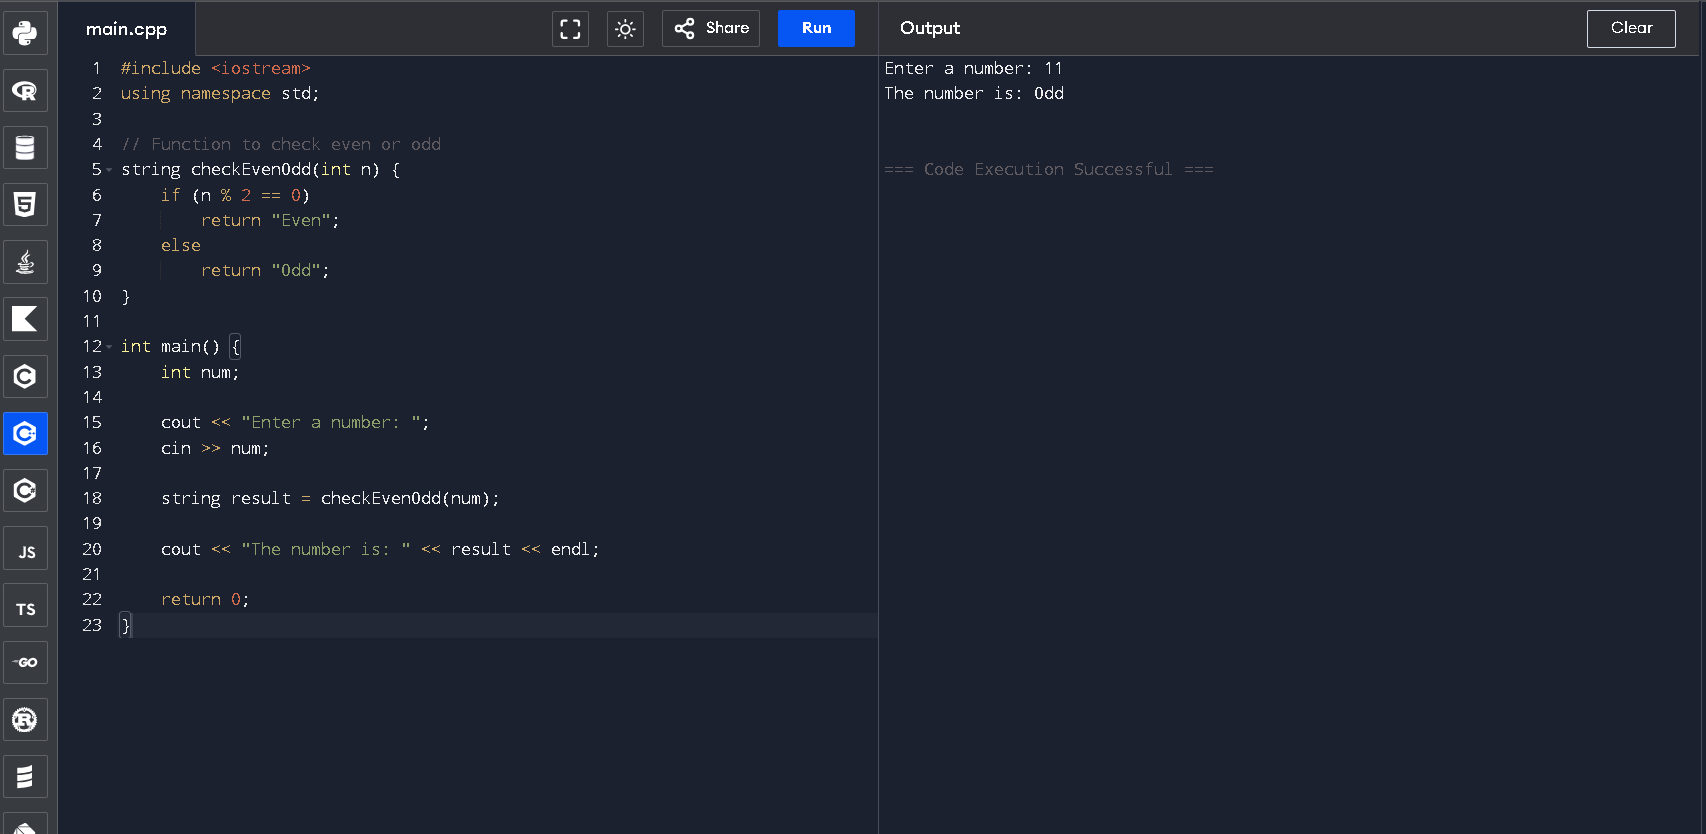 main.cpp
Share
Run
Output
Clear
1 #include <iostream>
2 using namespace std;
3
4 // Function to check even or odd
5 string checkEvenOdd(int n) {
6     if (n % 2 == 0)
7         return "Even";
8     else
9         return "Odd";
10 }
11
12 int main() {
13     int num;
14
15     cout << "Enter a number: ";
16     cin >> num;
17
18     string result = checkEvenOdd(num);
19
20     cout << "The number is: " << result << endl;
21
22     return 0;
23 }
Enter a number: 11
The number is: Odd
=== Code Execution Successful ===
R
5
C
C
C#
JS
TS
GO
R